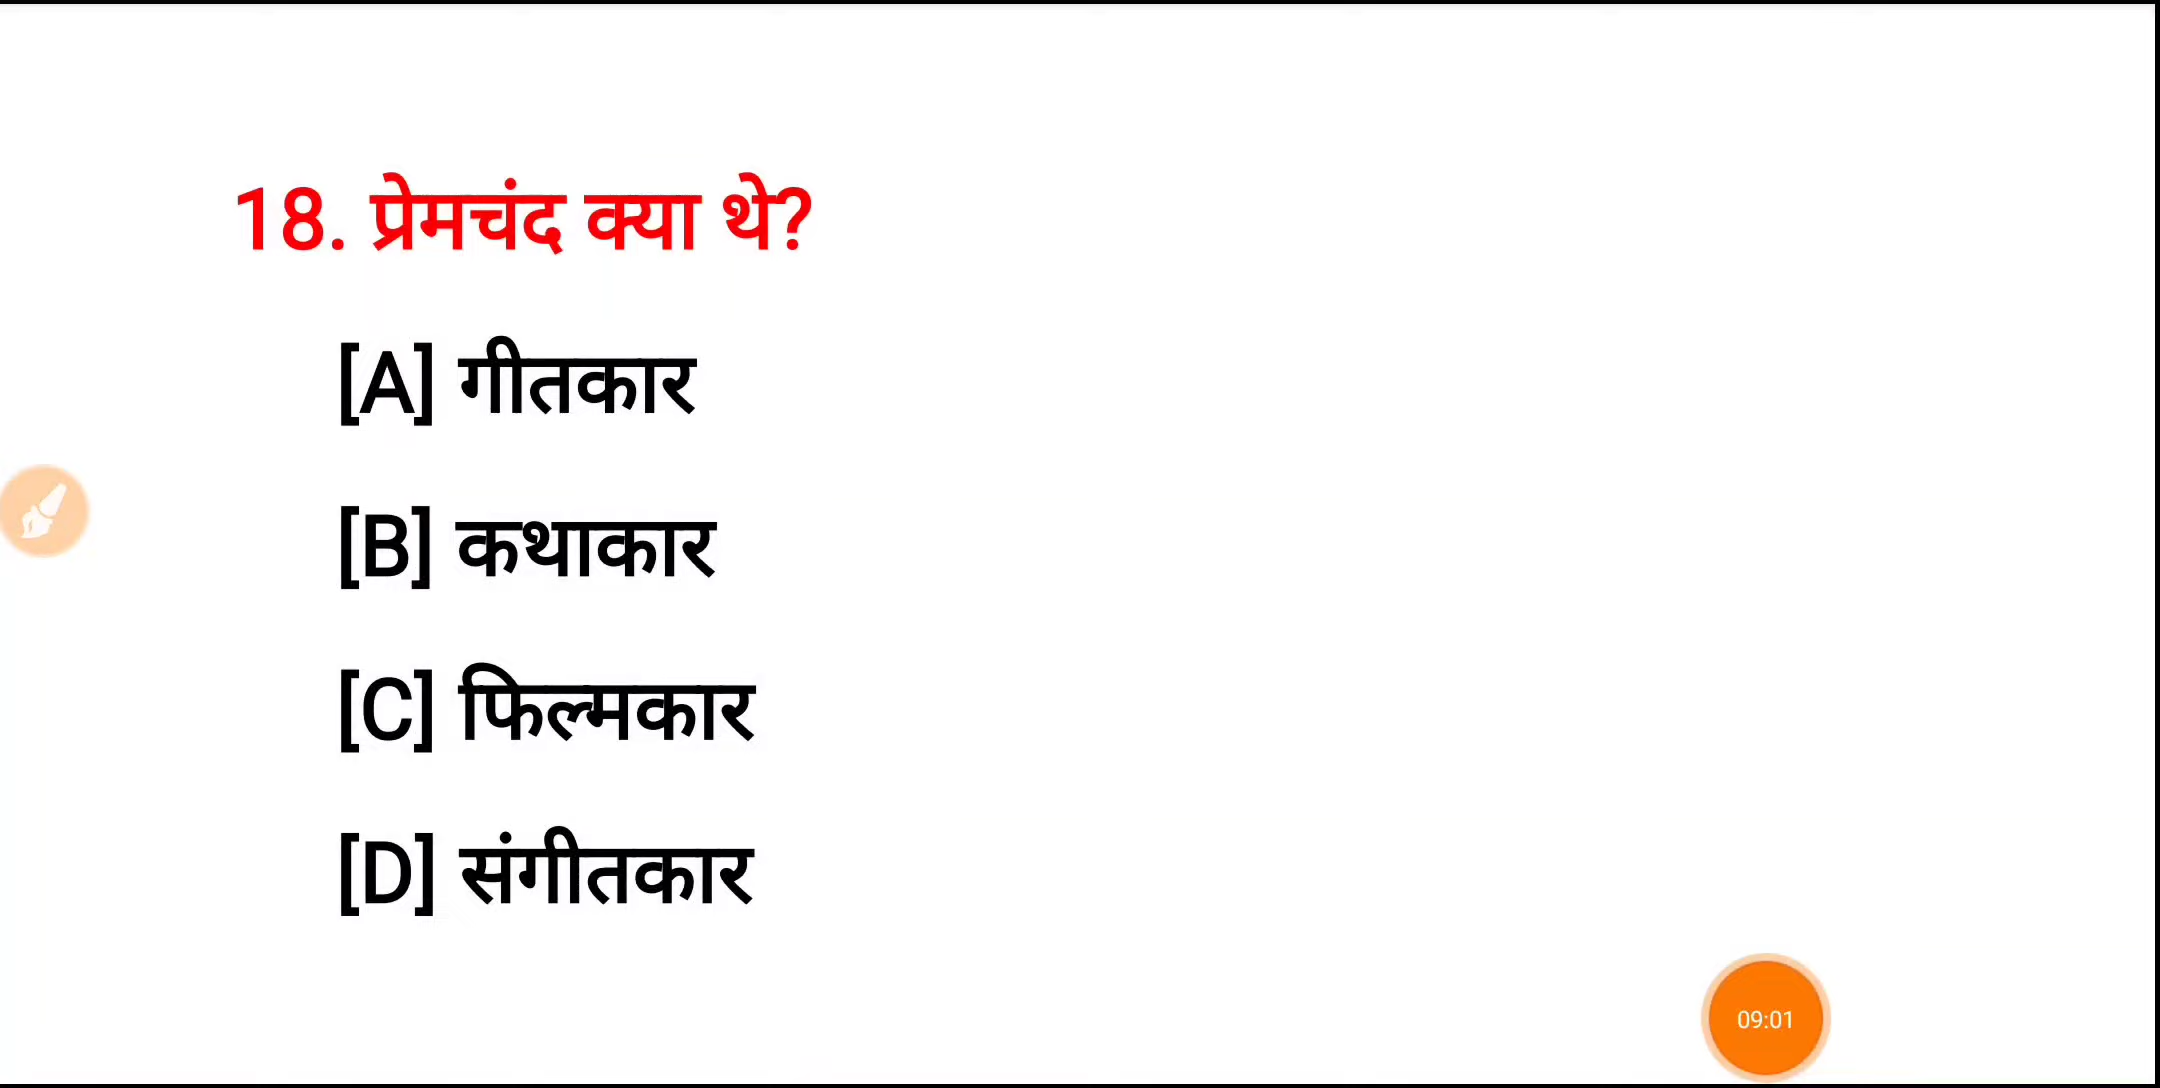 18. प्रेमचंद क्या थे?
[A] गीतकार
[B] कथाकार
[C] फिल्मकार
[D] संगीतकार
09:01